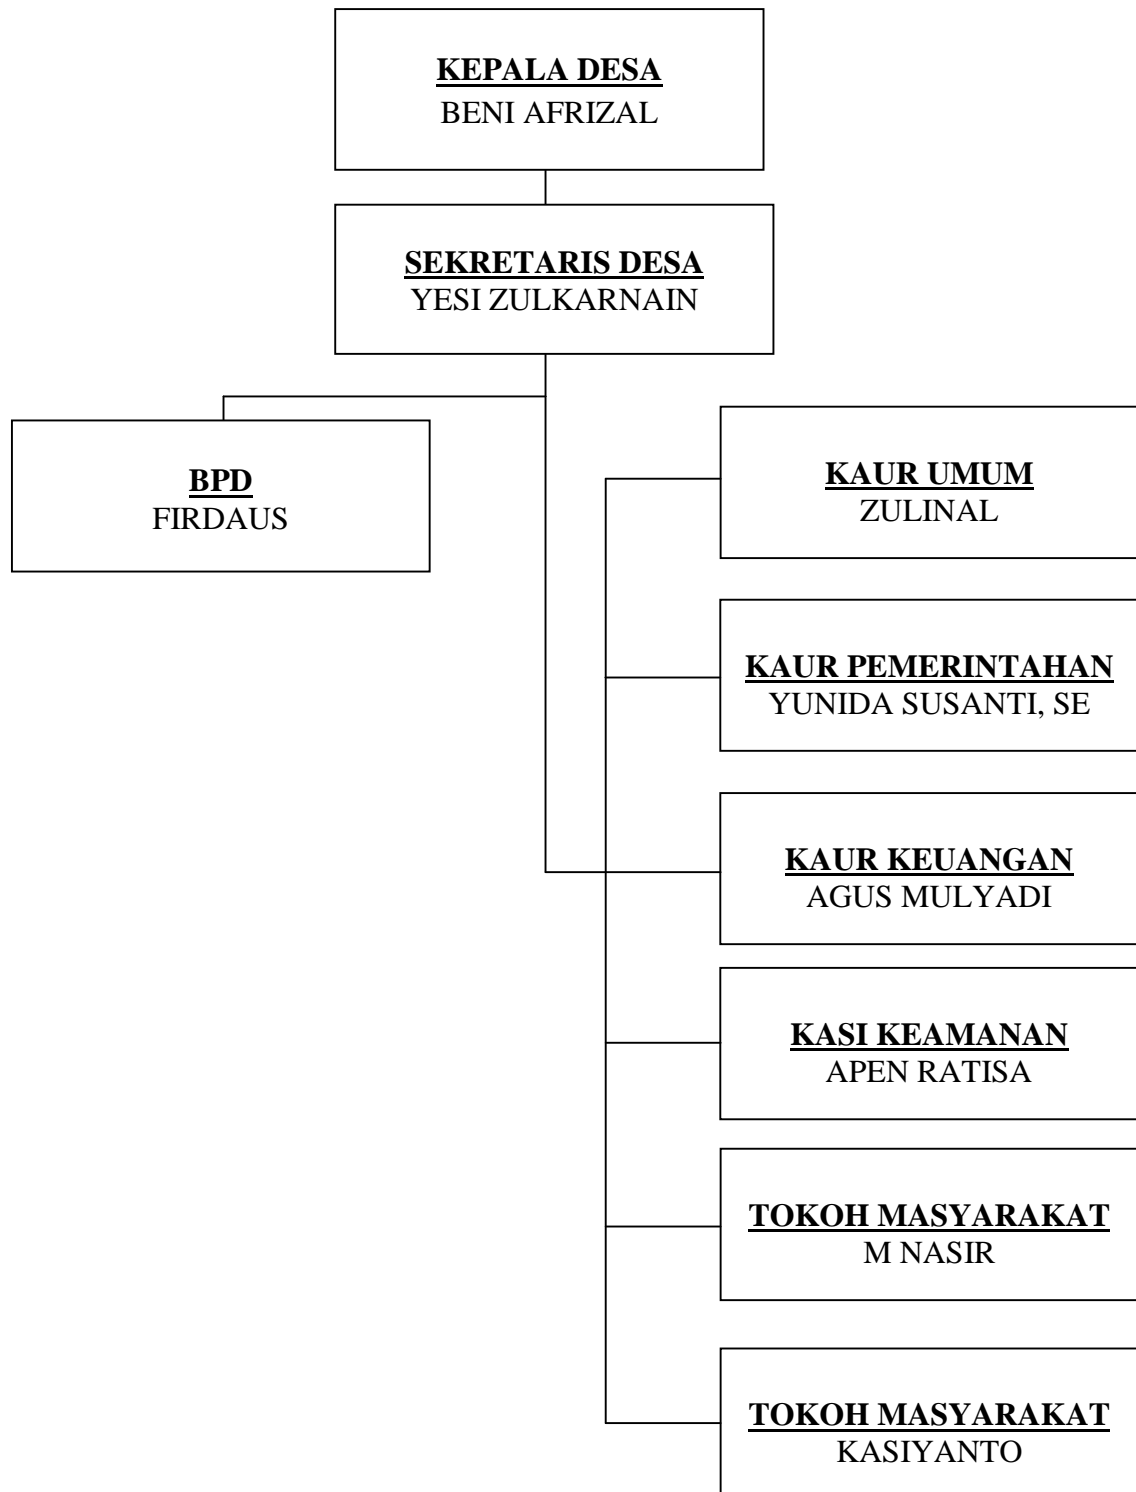 KEPALA DESA
BENI AFRIZAL
SEKRETARIS DESA
YESI ZULKARNAIN
BPD
FIRDAUS
KAUR UMUM
ZULINAL
KAUR PEMERINTAHAN
YUNIDA SUSANTI, SE
KAUR KEUANGAN
AGUS MULYADI
KASI KEAMANAN
APEN RATISA
TOKOH MASYARAKAT
M NASIR
TOKOH MASYARAKAT
KASIYANTO